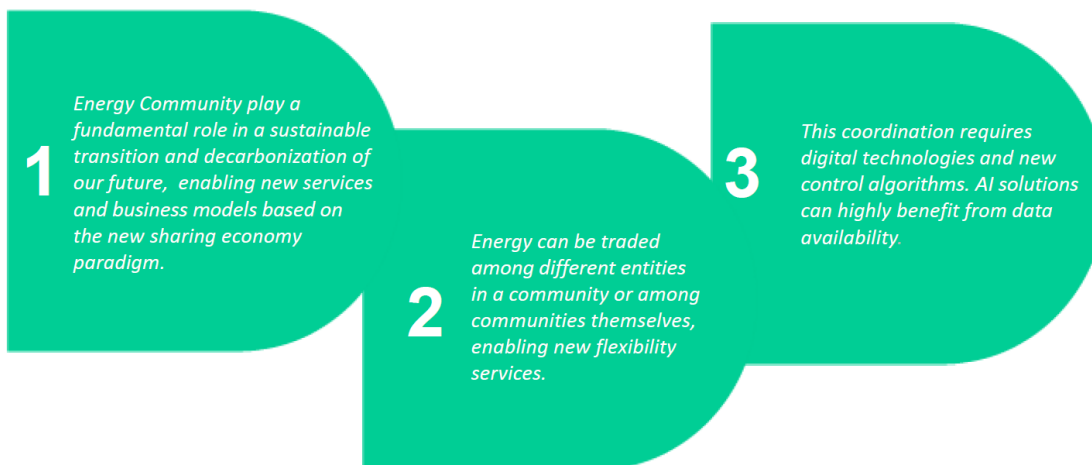 1
Energy Community play a
fundamental role in a sustainable
transition and decarbonization of
our future, enabling new services
and business models based on
the new sharing economy
paradigm.
2
Energy can be traded
among different entities
in a community or among
communities themselves,
enabling new flexibility
services.
3
This coordination requires
digital technologies and new
control algorithms. AI solutions
can highly benefit from data
availability.